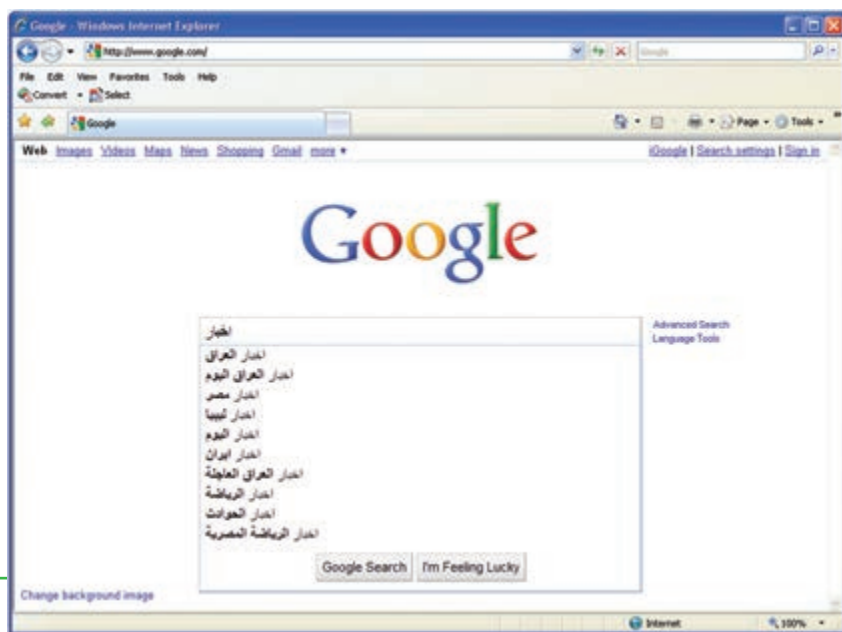 Google - Windows Internet Explorer
http://www.google.com/
Google
File Edit View Favorites Tools Help
Convert Select
Google
Page Tools
Web Images Videos Maps News Shopping Gmail more
iGoogle | Search settings | Sign in
Google
اخبار
Advanced Search
Language Tools
اخبار العراق
اخبار العراق اليوم
اخبار مصر
اخبار ليبيا
اخبار اليوم
اخبار ايران
اخبار العراق العاجلة
اخبار الرياضة
اخبار الحوادث
اخبار الرياضة المصرية
Google Search I'm Feeling Lucky
Change background image
Internet 100%